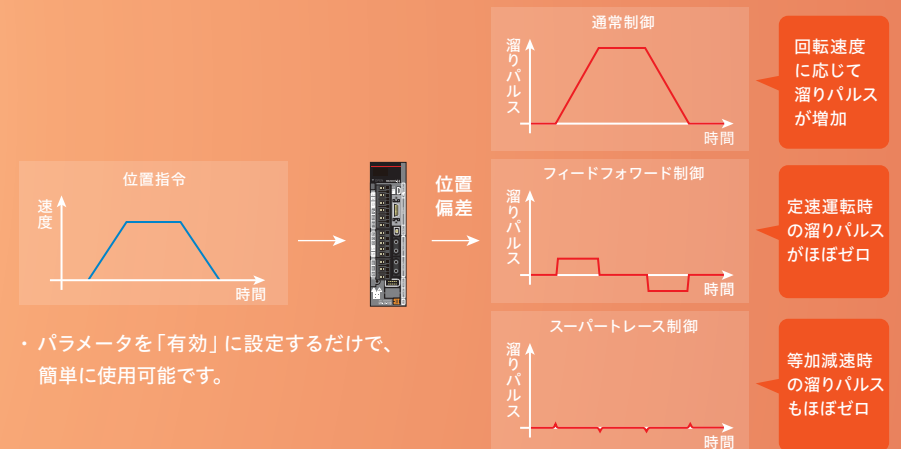 通常制御
溜りパルス
時間
回転速度
に応じて
溜りパルス
が増加
位置指令
速度
時間
位置
偏差
フィードフォワード制御
溜りパルス
時間
定速運転時
の溜りパルス
がほぼゼロ
・パラメータを「有効」に設定するだけで、
簡単に使用可能です。
スーパートレース制御
溜りパルス
時間
等加減速時
の溜りパルス
もほぼゼロ